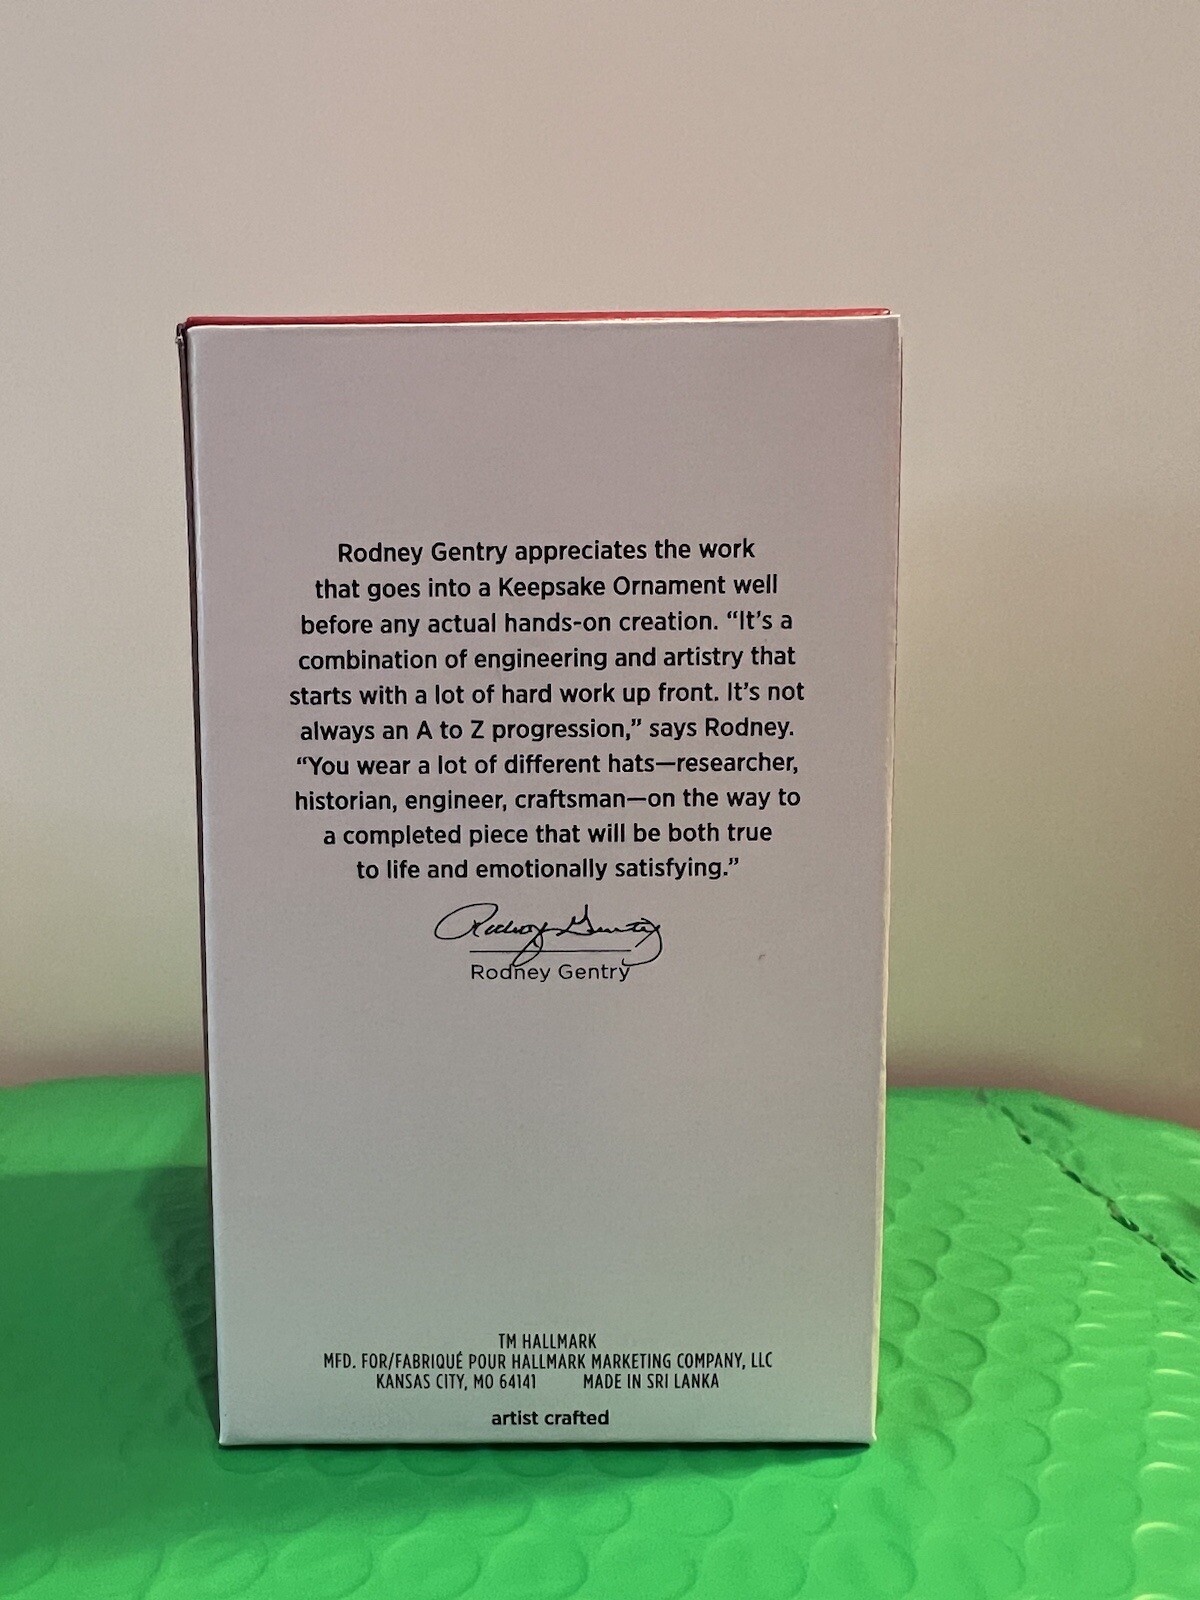 Rodney Gentry appreciates the work
that goes into a Keepsake Ornament well
before any actual hands-on creation. “It’s a
combination of engineering and artistry that
starts with a lot of hard work up front. It’s not
always an A to Z progression,” says Rodney.
“You wear a lot of different hats—researcher,
historian, engineer, craftsman—on the way to
a completed piece that will be both true
to life and emotionally satisfying.”
Rodney Gentry
Rodney Gentry
TM HALLMARK
MFD. FOR/FABRIQUÉ POUR HALLMARK MARKETING COMPANY, LLC
KANSAS CITY, MO 64141 MADE IN SRI LANKA
artist crafted